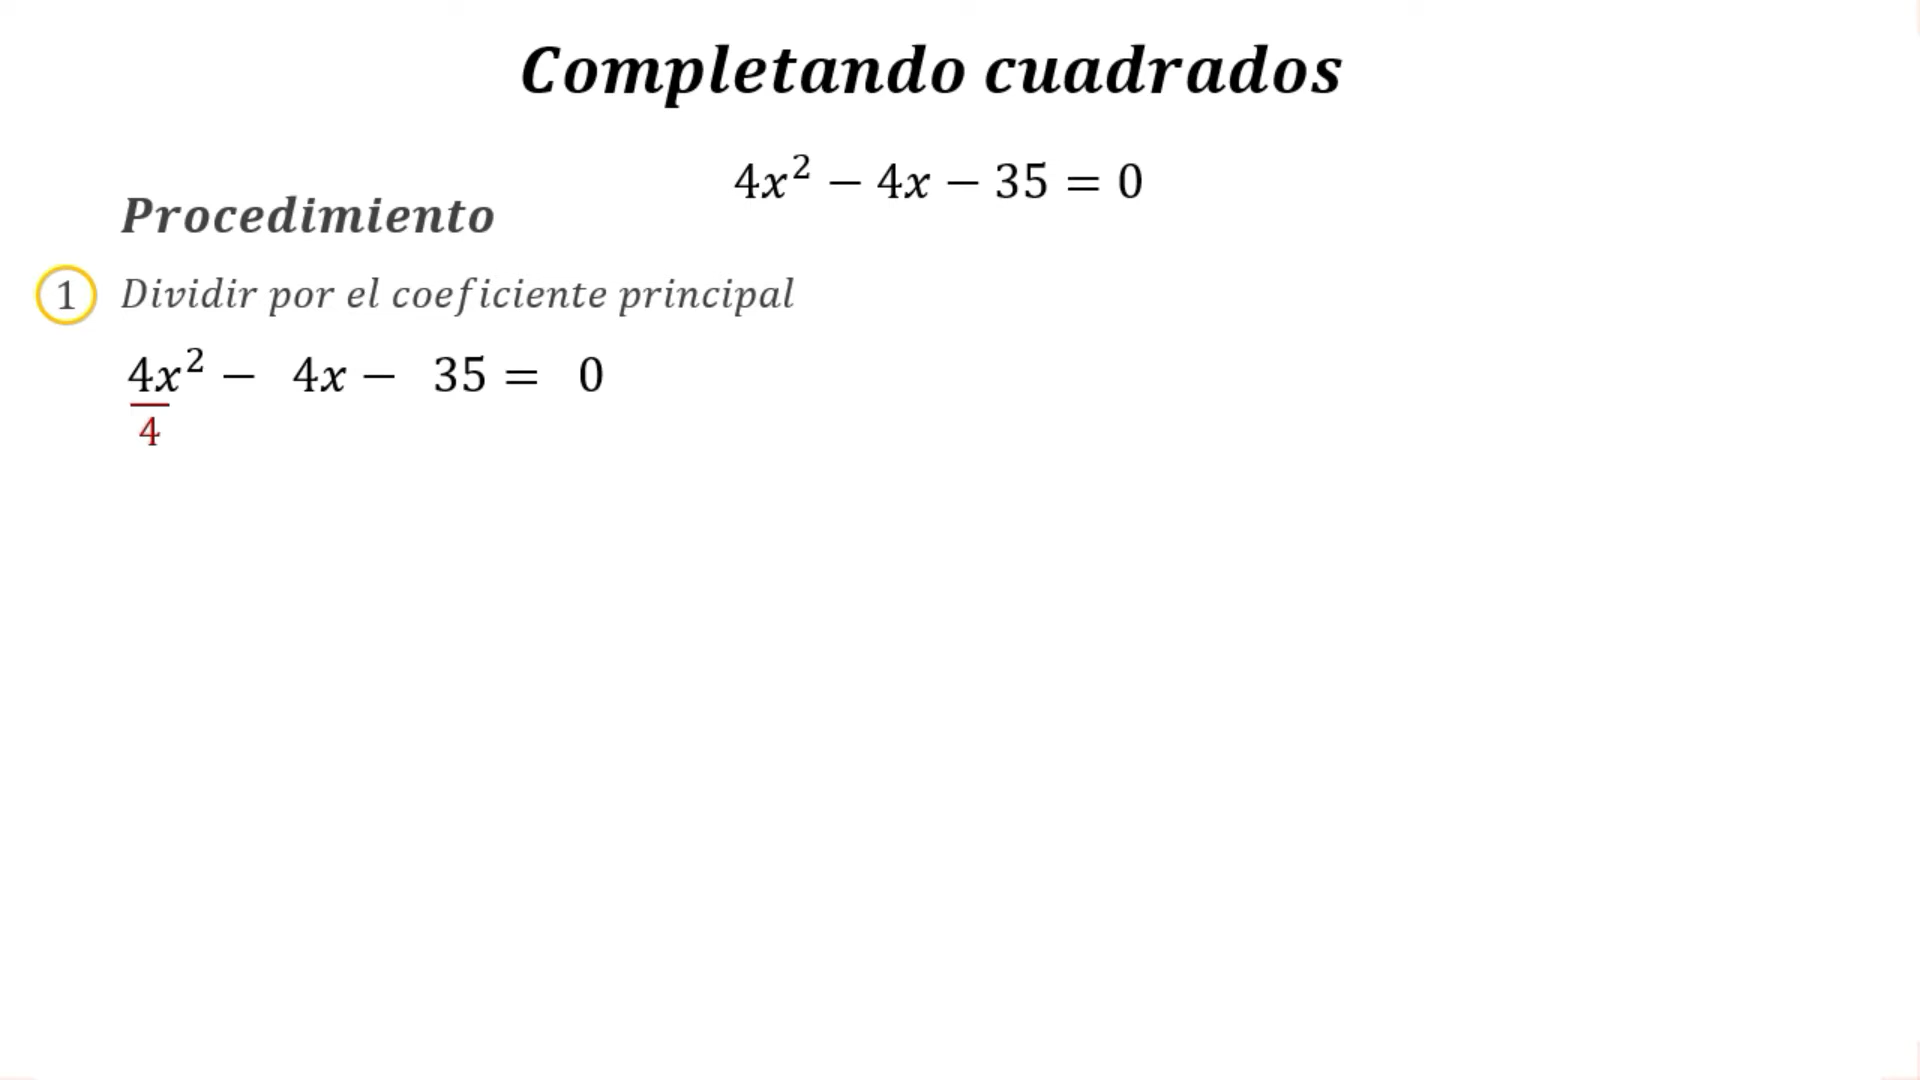 Completando cuadrados
4x² − 4x − 35 = 0
Procedimiento
1 Dividir por el coeficiente principal
4x² − 4x − 35 = 0
4